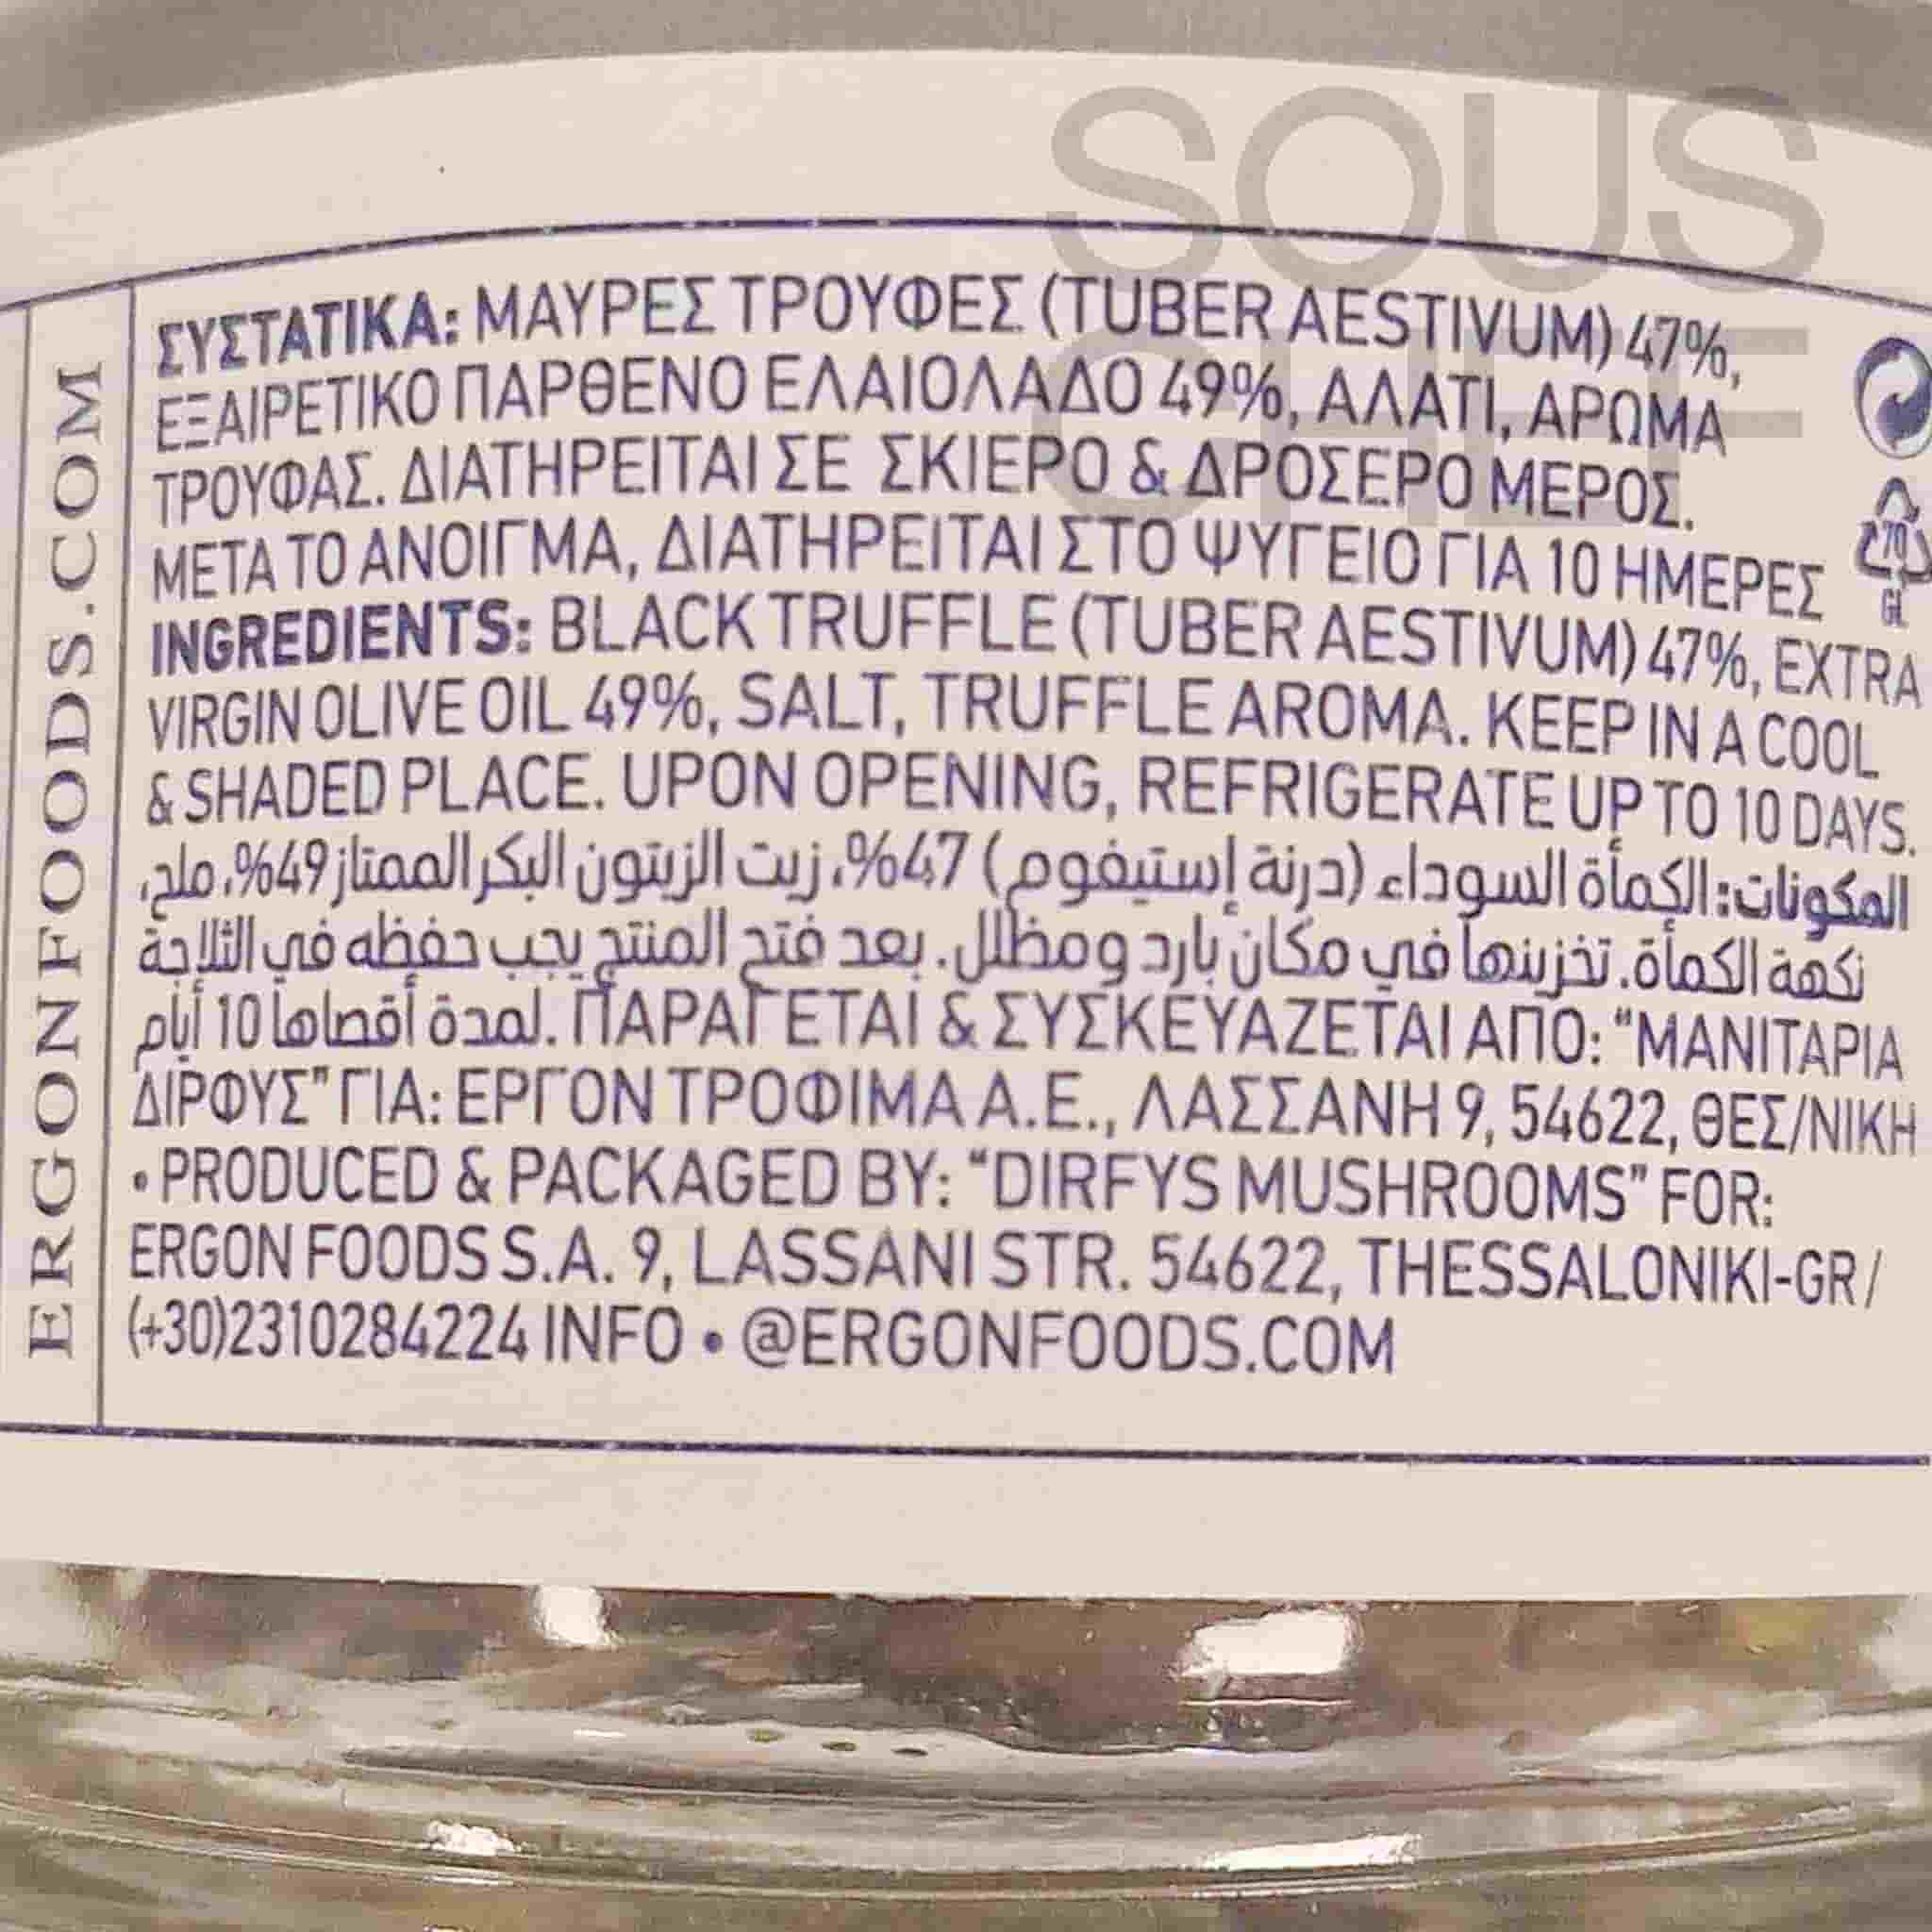 SOUS
CHEF
ERGONFOODS.COM
ΣΥΣΤΑΤΙΚΑ: ΜΑΥΡΕΣ ΤΡΟΥΦΕΣ (TUBER AESTIVUM) 47%,
ΕΞΑΙΡΕΤΙΚΟ ΠΑΡΘΕΝΟ ΕΛΑΙΟΛΑΔΟ 49%, ΑΛΑΤΙ, ΑΡΩΜΑ
ΤΡΟΥΦΑΣ. ΔΙΑΤΗΡΕΙΤΑΙ ΣΕ ΣΚΙΕΡΟ & ΔΡΟΣΕΡΟ ΜΕΡΟΣ.
ΜΕΤΑ ΤΟ ΑΝΟΙΓΜΑ, ΔΙΑΤΗΡΕΙΤΑΙ ΣΤΟ ΨΥΓΕΙΟ ΓΙΑ 10 ΗΜΕΡΕΣ
INGREDIENTS: BLACK TRUFFLE (TUBER AESTIVUM) 47%, EXTRA
VIRGIN OLIVE OIL 49%, SALT, TRUFFLE AROMA. KEEP IN A COOL
& SHADED PLACE. UPON OPENING, REFRIGERATE UP TO 10 DAYS.
المكونات: الكمأة السوداء (درنة إستيفوم) 47%، زيت الزيتون البكر الممتاز 49%، ملح،
نكهة الكمأة. تخزينها في مكان بارد ومظلل. بعد فتح المنتج يجب حفظه في الثلاجة
لمدة أقصاها 10 أيام. ΠΑΡΑΓΕΤΑΙ & ΣΥΣΚΕΥΑΖΕΤΑΙ ΑΠΟ: "ΜΑΝΙΤΑΡΙΑ
ΔΙΡΦΥΣ" ΓΙΑ: ΕΡΓΟΝ ΤΡΟΦΙΜΑ Α.Ε., ΛΑΣΣΑΝΗ 9, 54622, ΘΕΣ/ΝΙΚΗ
• PRODUCED & PACKAGED BY: "DIRFYS MUSHROOMS" FOR:
ERGON FOODS S.A. 9, LASSANI STR. 54622, THESSALONIKI-GR/
(+30)2310284224 INFO • @ERGONFOODS.COM
70
GL